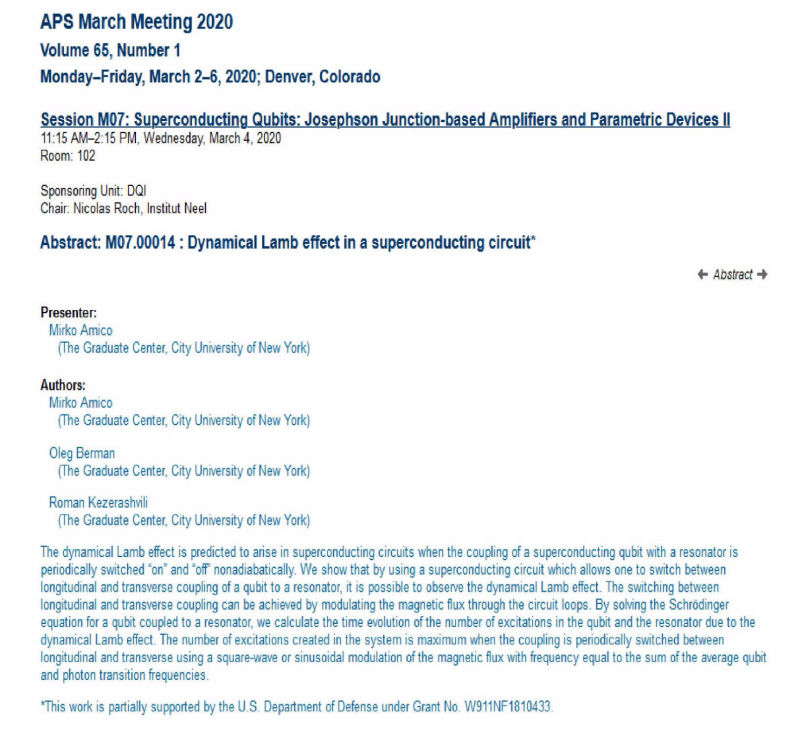 APS March Meeting 2020
Volume 65, Number 1
Monday–Friday, March 2–6, 2020; Denver, Colorado
Session M07: Superconducting Qubits: Josephson Junction-based Amplifiers and Parametric Devices II
11:15 AM–2:15 PM, Wednesday, March 4, 2020
Room: 102
Sponsoring Unit: DQI
Chair: Nicolas Roch, Institut Neel
Abstract: M07.00014 : Dynamical Lamb effect in a superconducting circuit*
← Abstract →
Presenter:
Mirko Amico
(The Graduate Center, City University of New York)
Authors:
Mirko Amico
(The Graduate Center, City University of New York)
Oleg Berman
(The Graduate Center, City University of New York)
Roman Kezerashvili
(The Graduate Center, City University of New York)
The dynamical Lamb effect is predicted to arise in superconducting circuits when the coupling of a superconducting qubit with a resonator is
periodically switched “on” and “off” nonadiabatically. We show that by using a superconducting circuit which allows one to switch between
longitudinal and transverse coupling of a qubit to a resonator, it is possible to observe the dynamical Lamb effect. The switching between
longitudinal and transverse coupling can be achieved by modulating the magnetic flux through the circuit loops. By solving the Schrödinger
equation for a qubit coupled to a resonator, we calculate the time evolution of the number of excitations in the qubit and the resonator due to the
dynamical Lamb effect. The number of excitations created in the system is maximum when the coupling is periodically switched between
longitudinal and transverse using a square-wave or sinusoidal modulation of the magnetic flux with frequency equal to the sum of the average qubit
and photon transition frequencies.
*This work is partially supported by the U.S. Department of Defense under Grant No. W911NF1810433.